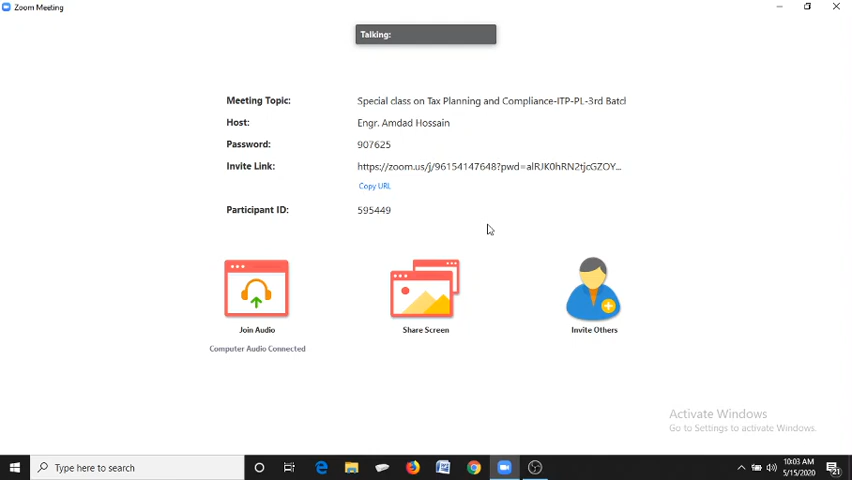 Zoom Meeting
Talking:
Meeting Topic: Special class on Tax Planning and Compliance-ITP-PL-3rd Batch
Host: Engr. Amdad Hossain
Password: 907625
Invite Link: https://zoom.us/j/96154147648?pwd=alRJK0hRN2tjcGZOY...
Copy URL
Participant ID: 595449
Join Audio Share Screen Invite Others
Computer Audio Connected
Activate Windows
Go to Settings to activate Windows.
Type here to search
10:03 AM
5/15/2020
21